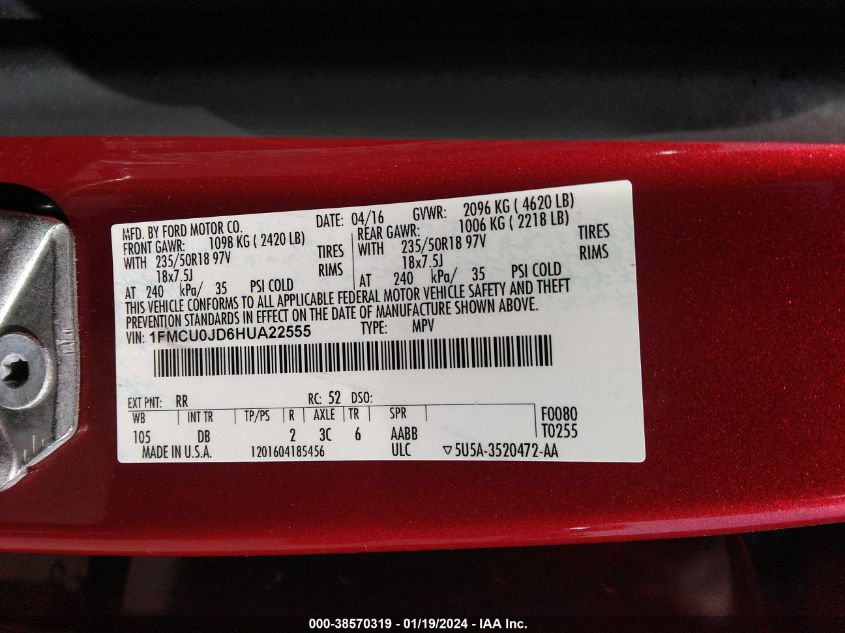 MFD. BY FORD MOTOR CO. DATE: 04/16 GVWR: 2096 KG ( 4620 LB)
FRONT GAWR: 1098 KG ( 2420 LB) REAR GAWR: 1006 KG ( 2218 LB)
WITH 235/50R18 97V TIRES WITH 235/50R18 97V TIRES
18x7.5J RIMS 18x7.5J RIMS
AT 240 kPa/ 35 PSI COLD AT 240 kPa/ 35 PSI COLD
THIS VEHICLE CONFORMS TO ALL APPLICABLE FEDERAL MOTOR VEHICLE SAFETY AND THEFT
PREVENTION STANDARDS IN EFFECT ON THE DATE OF MANUFACTURE SHOWN ABOVE.
VIN: 1FMCU0JD6HUA22555 TYPE: MPV
EXT PNT: RR RC: 52 DSO:
WB INT TR TP/PS R AXLE TR SPR F0080
105 DB 2 3C 6 AABB T0255
MADE IN U.S.A. 1201604185456 ULC ▽5U5A-3520472-AA
000-38570319 - 01/19/2024 - IAA Inc.